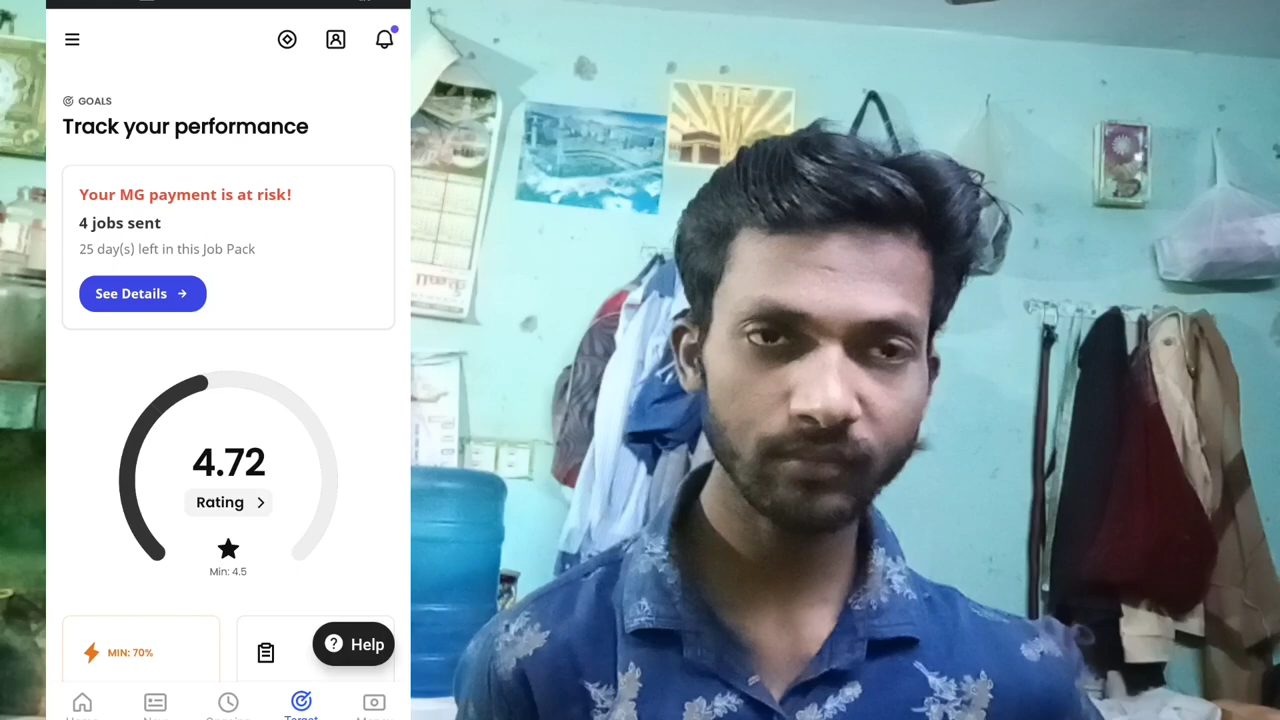 GOALS
Track your performance
Your MG payment is at risk!
4 jobs sent
25 day(s) left in this Job Pack
See Details
4.72
Rating
Min: 4.5
MIN: 70%
Help
Target